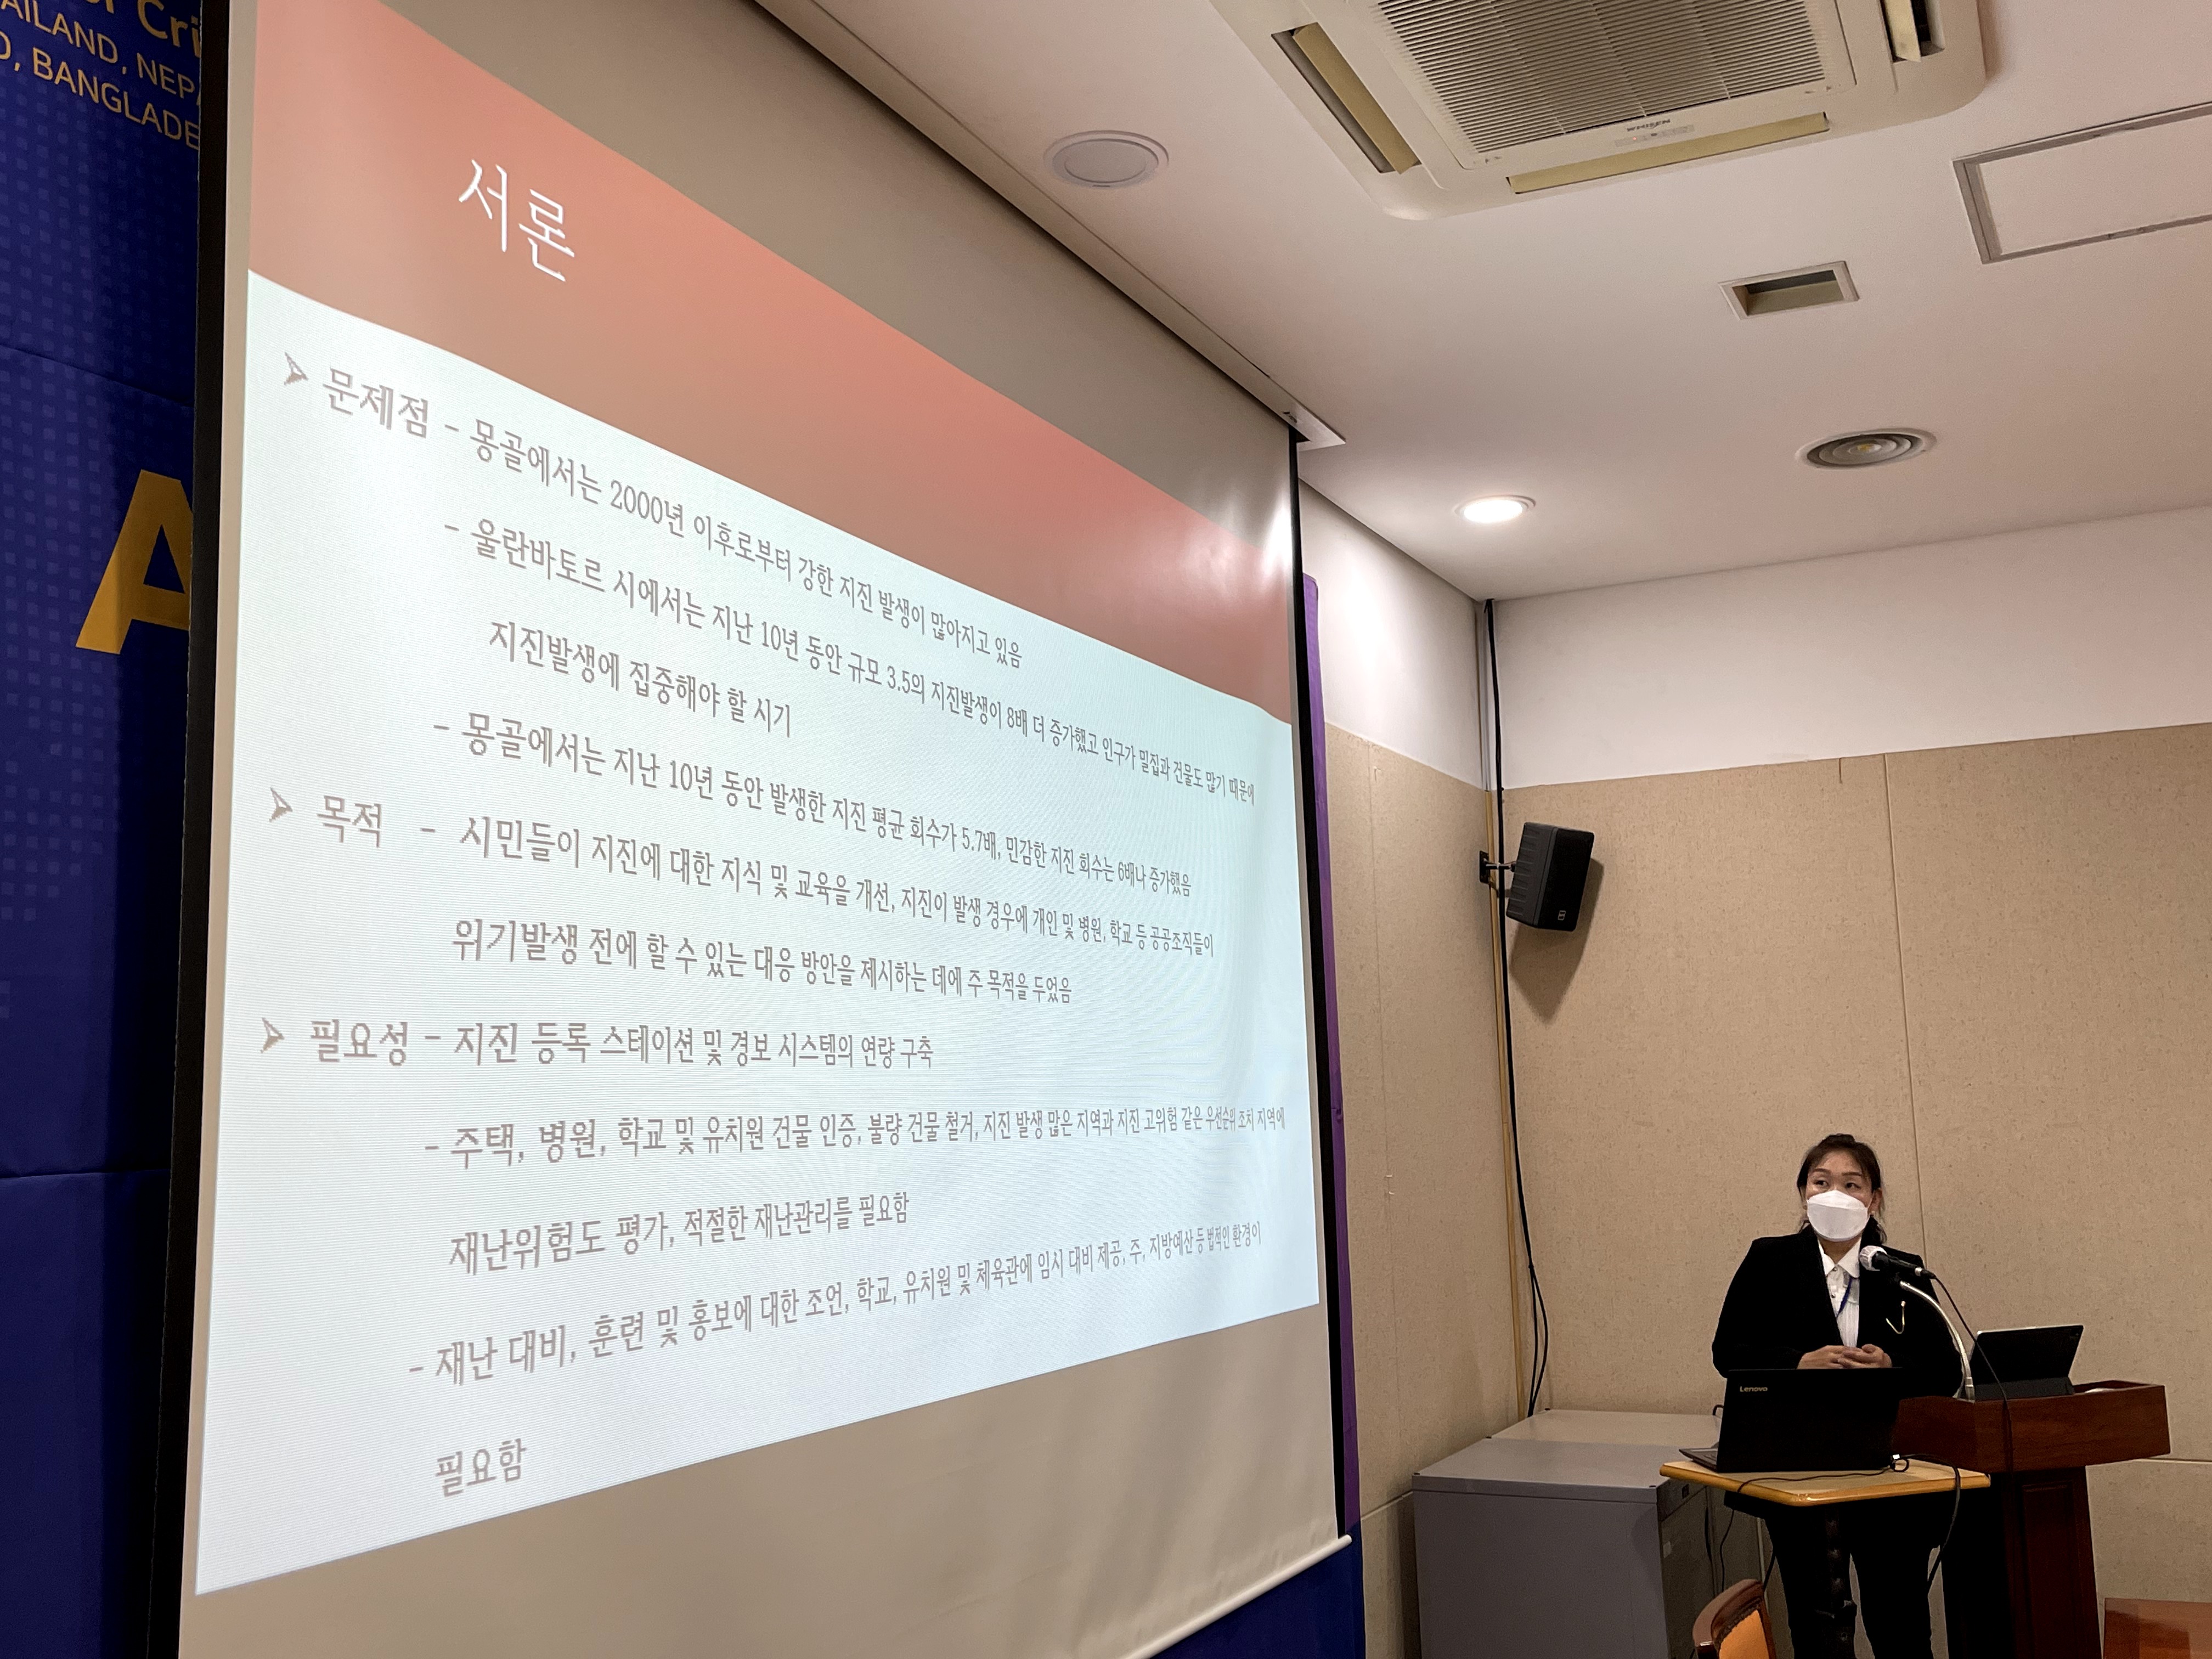 Cri
AILAND, NEP
D, BANGLADE
A
서론
문제점 - 몽골에서는 2000년 이후로부터 강한 지진 발생이 많아지고 있음
- 울란바토르 시에서는 지난 10년 동안 규모 3.5의 지진발생이 8배 더 증가했고 인구가 밀집과 건물도 많기 때문에
지진발생에 집중해야 할 시기
- 몽골에서는 지난 10년 동안 발생한 지진 평균 회수가 5.7배, 민감한 지진 회수는 6배나 증가했음
목적 - 시민들이 지진에 대한 지식 및 교육을 개선, 지진이 발생 경우에 개인 및 병원, 학교 등 공공조직들이
위기발생 전에 할 수 있는 대응 방안을 제시하는 데에 주 목적을 두었음
필요성 - 지진 등록 스테이션 및 경보 시스템의 연량 구축
- 주택, 병원, 학교 및 유치원 건물 인증, 불량 건물 철거, 지진 발생 많은 지역과 지진 고위험 같은 우선순위 조치 지역에
재난위험도 평가, 적절한 재난관리를 필요함
- 재난 대비, 훈련 및 홍보에 대한 조언, 학교, 유치원 및 체육관에 임시 대비 제공, 주, 지방예산 등 법적인 환경이
필요함
WHISEN
Lenovo